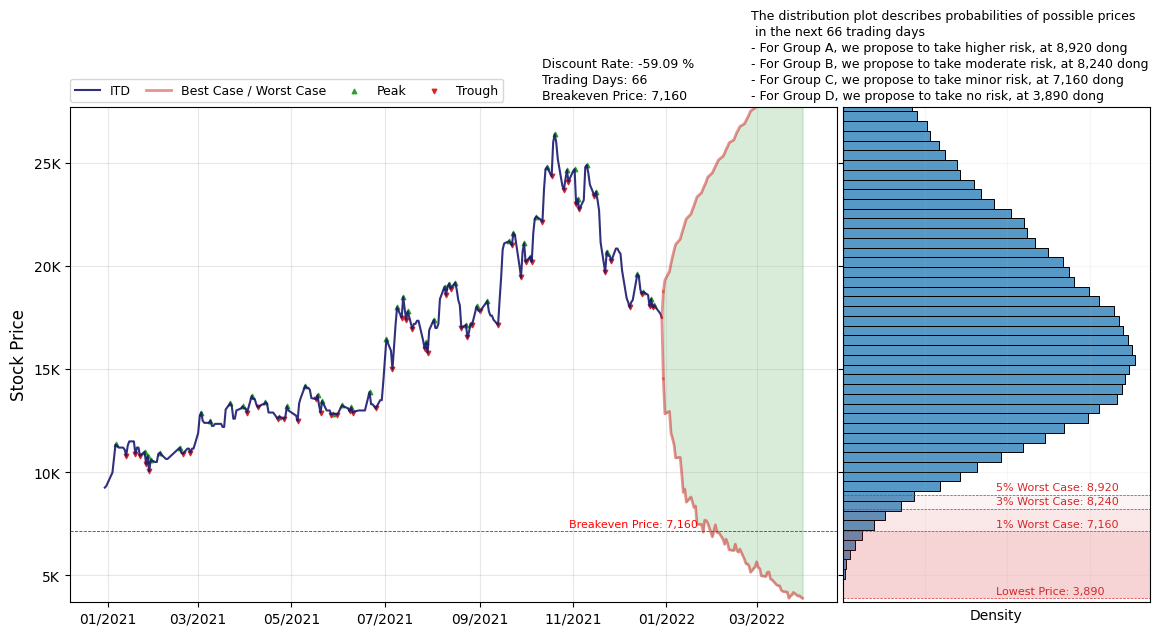 The distribution plot describes probabilities of possible prices
in the next 66 trading days
- For Group A, we propose to take higher risk, at 8,920 dong
- For Group B, we propose to take moderate risk, at 8,240 dong
- For Group C, we propose to take minor risk, at 7,160 dong
- For Group D, we propose to take no risk, at 3,890 dong
Discount Rate: -59.09 %
Trading Days: 66
Breakeven Price: 7,160
ITD
Best Case / Worst Case
Peak
Trough
Stock Price
25K
20K
15K
10K
5K
Breakeven Price: 7,160
01/2021
03/2021
05/2021
07/2021
09/2021
11/2021
01/2022
03/2022
5% Worst Case: 8,920
3% Worst Case: 8,240
1% Worst Case: 7,160
Lowest Price: 3,890
Density